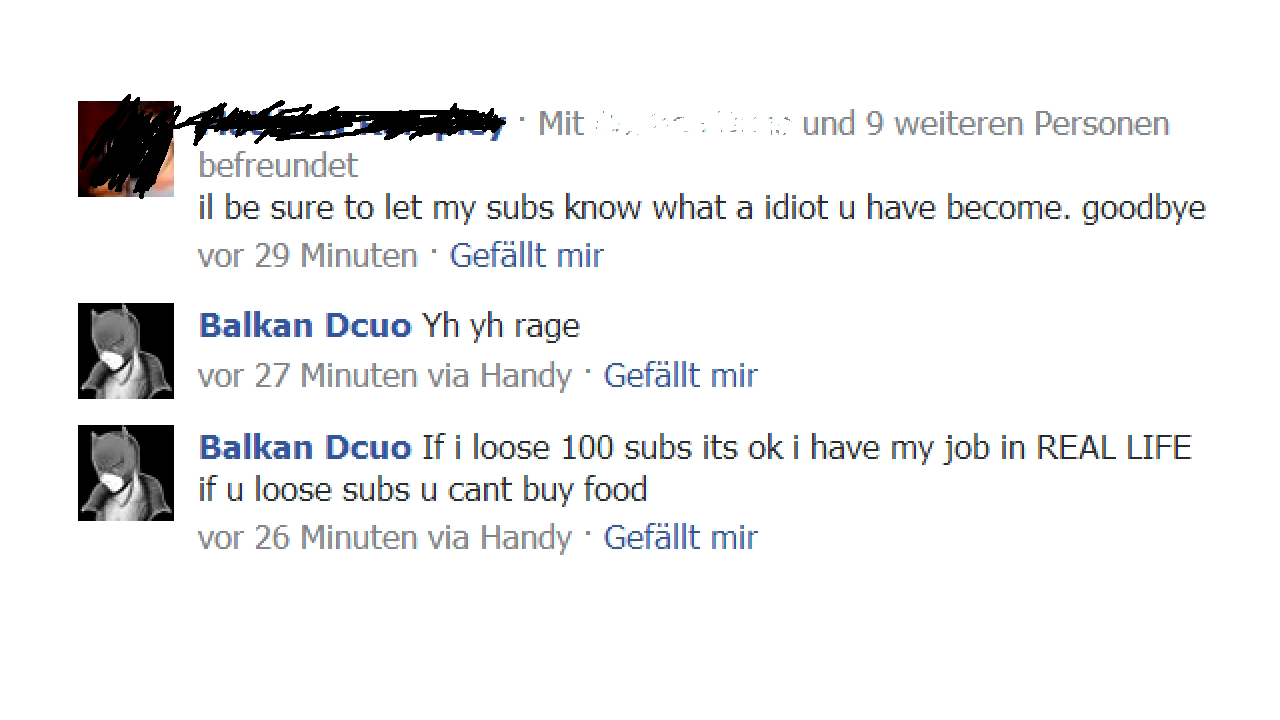 · Mit und 9 weiteren Personen
befreundet
il be sure to let my subs know what a idiot u have become. goodbye
vor 29 Minuten · Gefällt mir
Balkan Dcuo Yh yh rage
vor 27 Minuten via Handy · Gefällt mir
Balkan Dcuo If i loose 100 subs its ok i have my job in REAL LIFE
if u loose subs u cant buy food
vor 26 Minuten via Handy · Gefällt mir